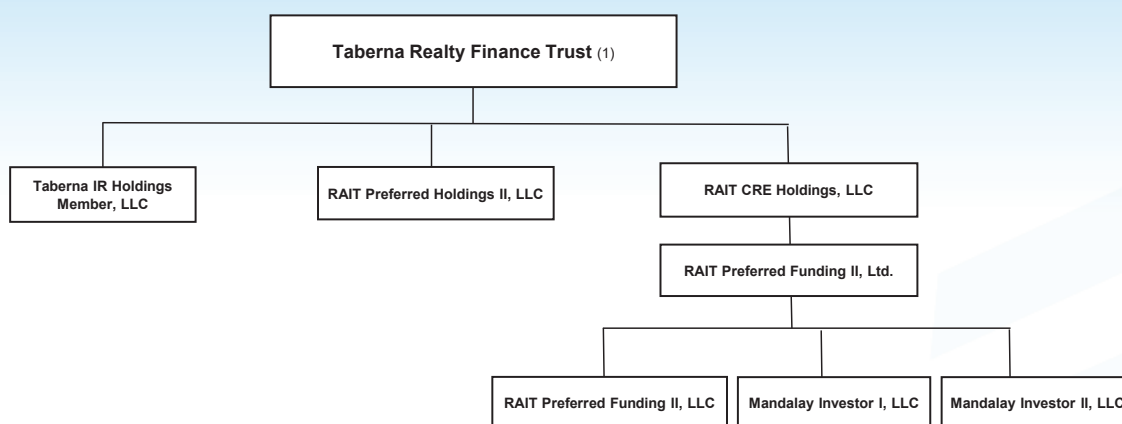 Taberna Realty Finance Trust (1)
Taberna IR Holdings
Member, LLC
RAIT Preferred Holdings II, LLC
RAIT CRE Holdings, LLC
RAIT Preferred Funding II, Ltd.
RAIT Preferred Funding II, LLC
Mandalay Investor I, LLC
Mandalay Investor II, LLC